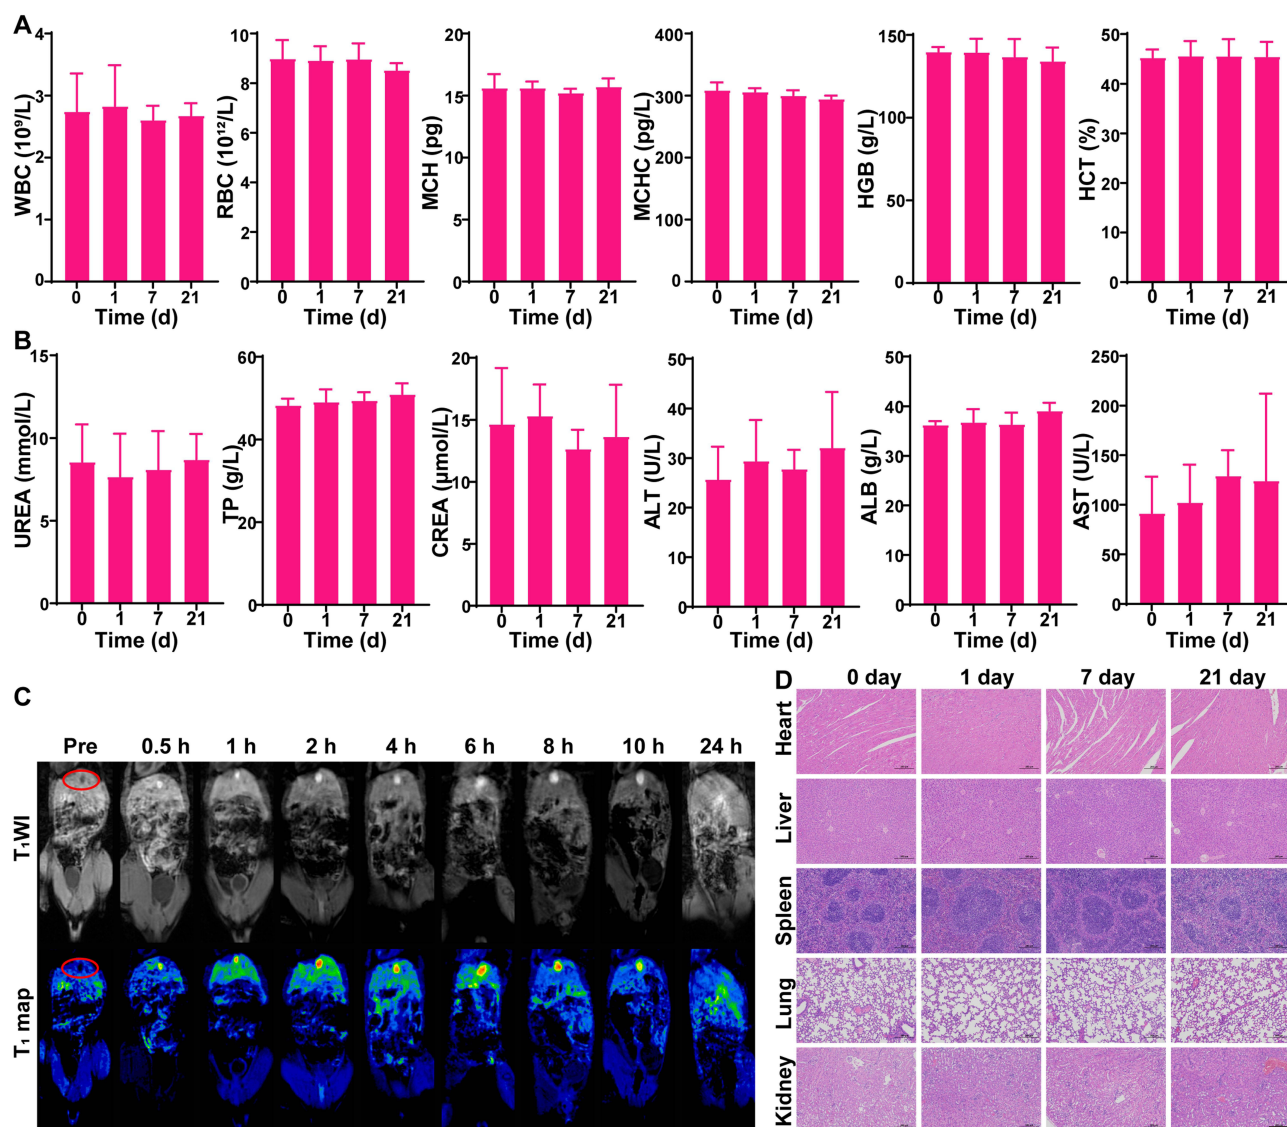 A
WBC (10⁹/L)
4
3
2
1
0
0 1 7 21
Time (d)
RBC (10¹²/L)
10
8
6
4
2
0
0 1 7 21
Time (d)
MCH (pg)
20
15
10
5
0
0 1 7 21
Time (d)
MCHC (pg/L)
400
300
200
100
0
0 1 7 21
Time (d)
HGB (g/L)
150
100
50
0
0 1 7 21
Time (d)
HCT (%)
50
40
30
20
10
0
0 1 7 21
Time (d)
B
UREA (mmol/L)
15
10
5
0
0 1 7 21
Time (d)
TP (g/L)
60
40
20
0
0 1 7 21
Time (d)
CREA (μmol/L)
20
15
10
5
0
0 1 7 21
Time (d)
ALT (U/L)
50
40
30
20
10
0
0 1 7 21
Time (d)
ALB (g/L)
50
40
30
20
10
0
0 1 7 21
Time (d)
AST (U/L)
250
200
150
100
50
0
0 1 7 21
Time (d)
C
Pre 0.5 h 1 h 2 h 4 h 6 h 8 h 10 h 24 h
T₁WI
T₁ map
D
0 day 1 day 7 day 21 day
Heart
Liver
Spleen
Lung
Kidney